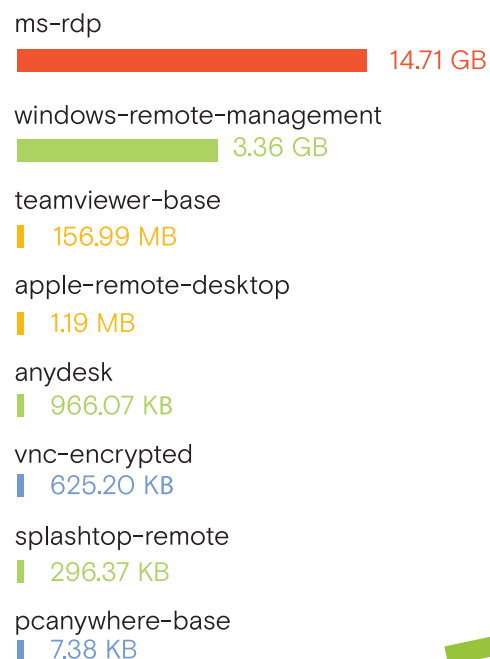 ms-rdp
14.71 GB
windows-remote-management
3.36 GB
teamviewer-base
156.99 MB
apple-remote-desktop
1.19 MB
anydesk
966.07 KB
vnc-encrypted
625.20 KB
splashtop-remote
296.37 KB
pcanywhere-base
7.38 KB